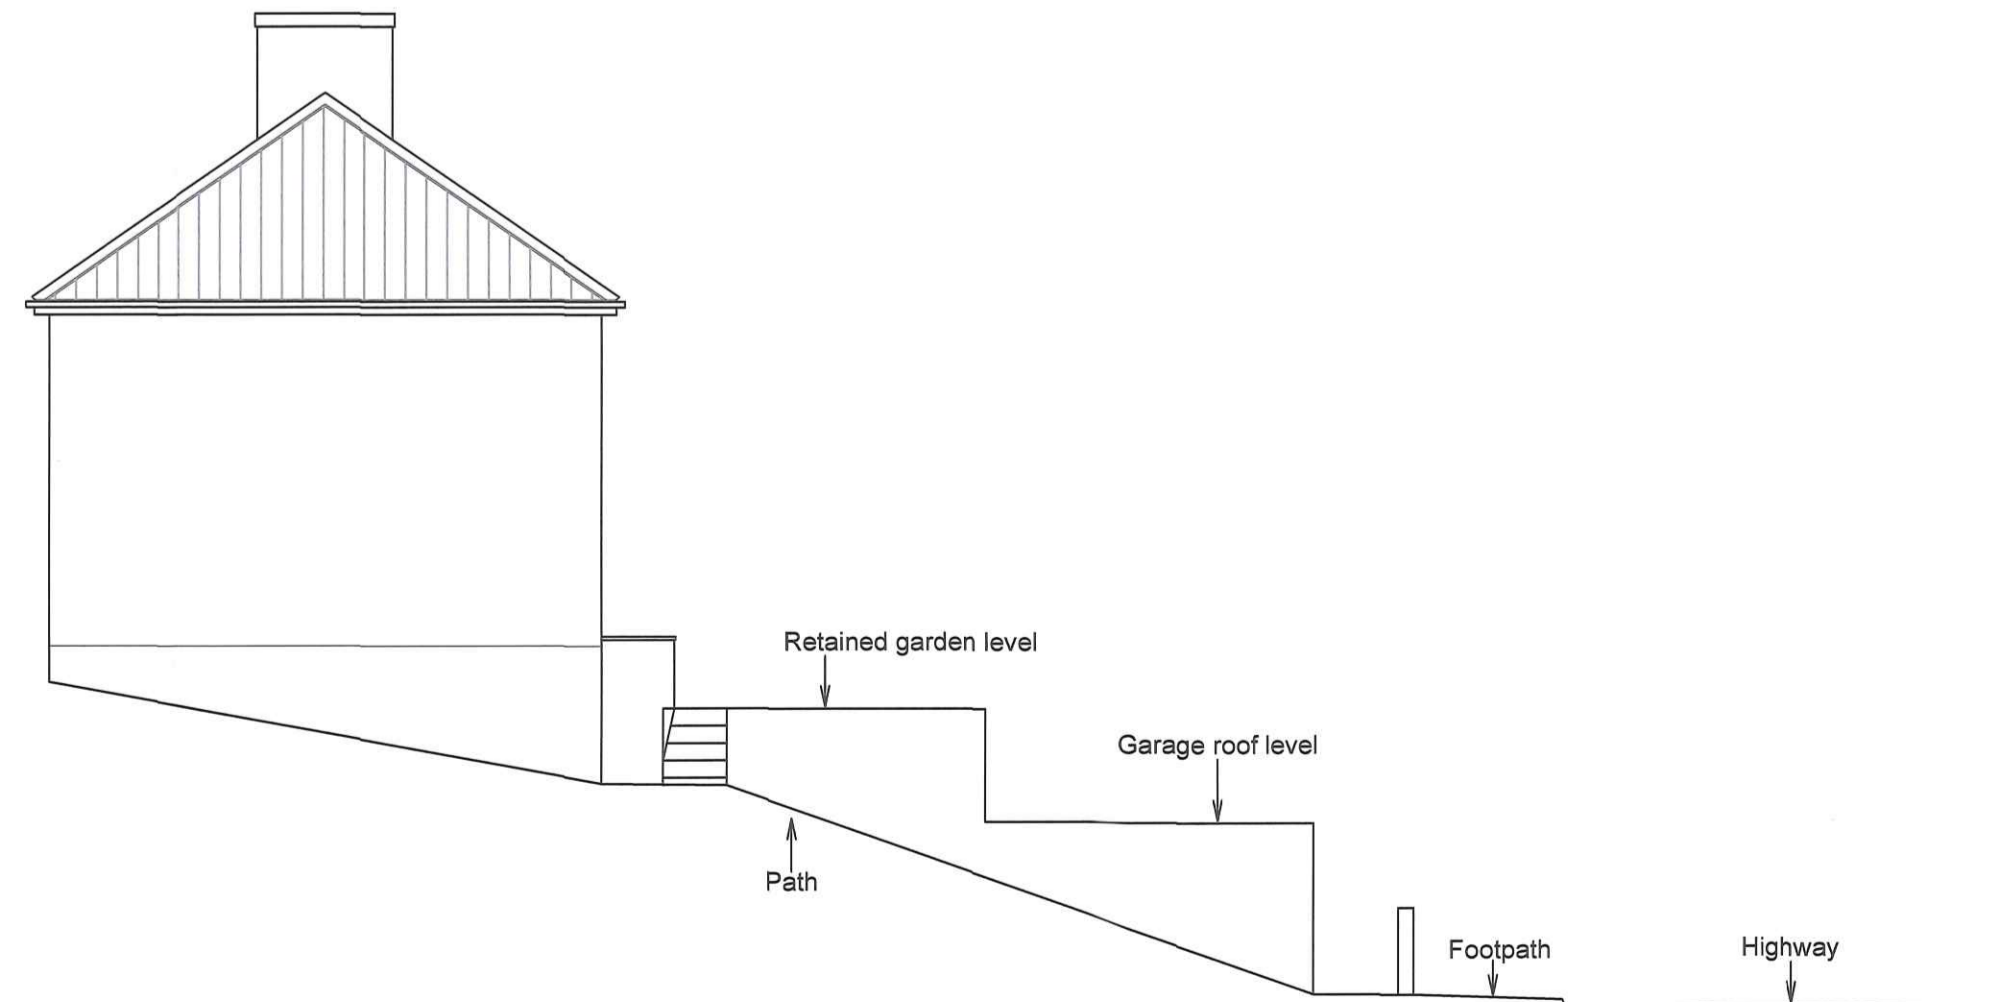 Retained garden level
Garage roof level
Path
Footpath
Highway